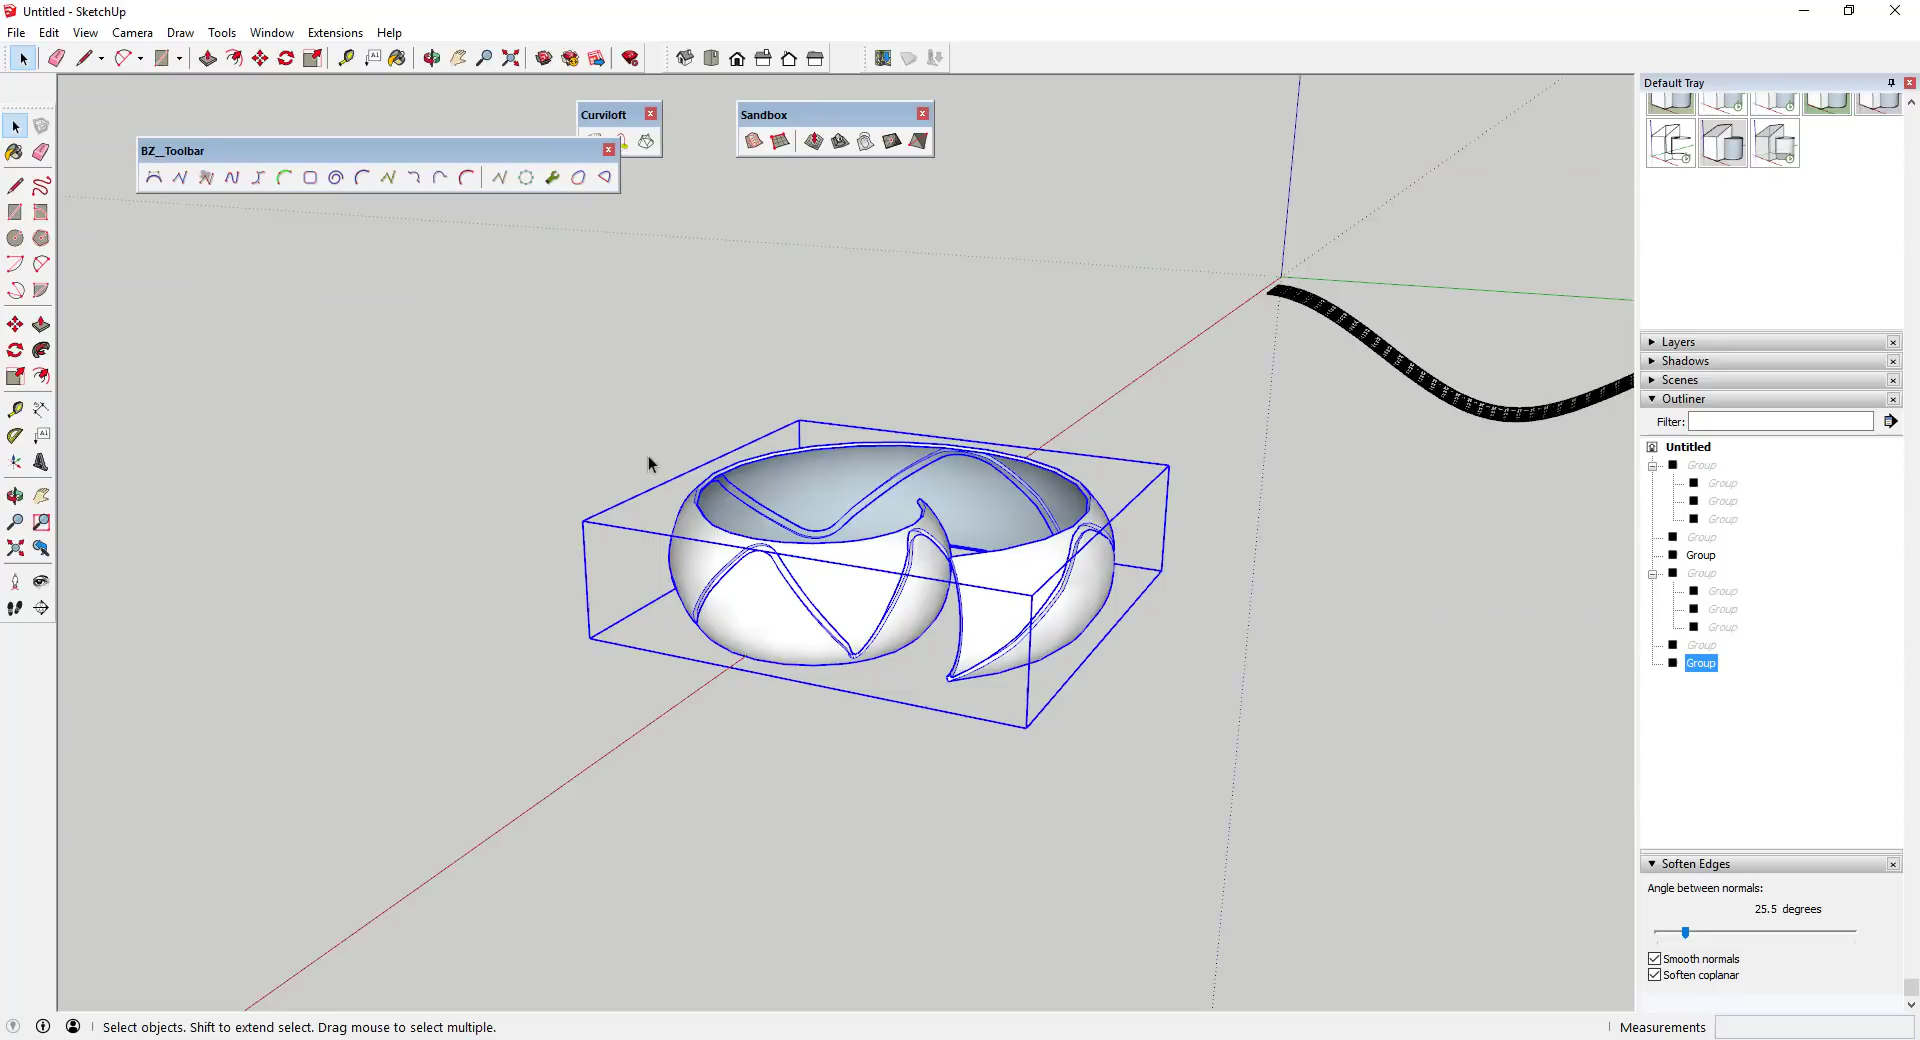 Untitled - SketchUp
File Edit View Camera Draw Tools Window Extensions Help
Default Tray
Curviloft
Sandbox
BZ__Toolbar
Layers
Shadows
Scenes
Outliner
Filter:
Untitled
Group
Group
Group
Group
Group
Group
Group
Group
Group
Group
Group
Group
Soften Edges
Angle between normals:
25.5 degrees
Smooth normals
Soften coplanar
Select objects. Shift to extend select. Drag mouse to select multiple.
Measurements